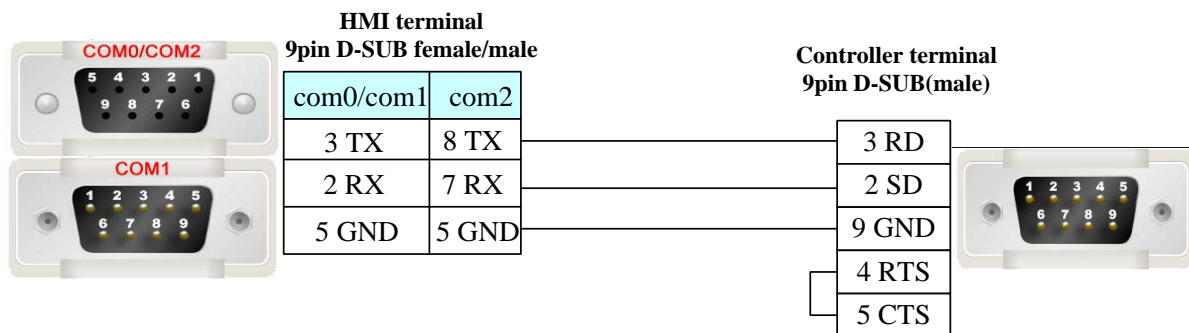 HMI terminal
9pin D-SUB female/male
COM0/COM2
5 4 3 2 1
9 8 7 6
COM1
1 2 3 4 5
6 7 8 9
com0/com1 com2
3 TX 8 TX
2 RX 7 RX
5 GND 5 GND
Controller terminal
9pin D-SUB(male)
3 RD
2 SD
9 GND
4 RTS
5 CTS
1 2 3 4 5
6 7 8 9